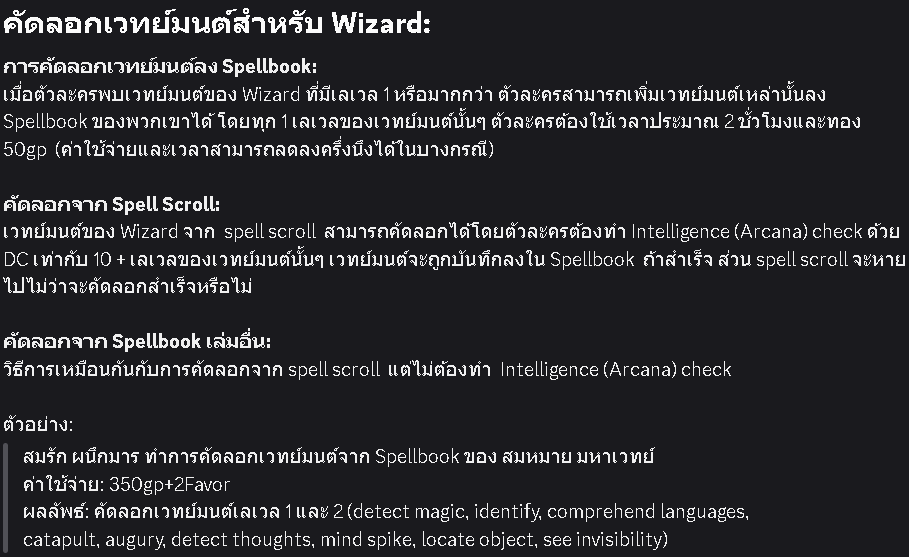 คัดลอกเวทย์มนต์สำหรับ Wizard:
การคัดลอกเวทย์มนต์ลง Spellbook:
เมื่อตัวละครพบเวทย์มนต์ของ Wizard ที่มีเลเวล 1 หรือมากกว่า ตัวละครสามารถเพิ่มเวทย์มนต์เหล่านั้นลง
Spellbook ของพวกเขาได้ โดยทุก 1 เลเวลของเวทย์มนต์นั้นๆ ตัวละครต้องใช้เวลาประมาณ 2 ชั่วโมงและทอง
50gp (ค่าใช้จ่ายและเวลาสามารถลดลงครึ่งนึงได้ในบางกรณี)
คัดลอกจาก Spell Scroll:
เวทย์มนต์ของ Wizard จาก spell scroll สามารถคัดลอกได้โดยตัวละครต้องทำ Intelligence (Arcana) check ด้วย
DC เท่ากับ 10 + เลเวลของเวทย์มนต์นั้นๆ เวทย์มนต์จะถูกบันทึกลงใน Spellbook ถ้าสำเร็จ ส่วน spell scroll จะหาย
ไปไม่ว่าจะคัดลอกสำเร็จหรือไม่
คัดลอกจาก Spellbook เล่มอื่น:
วิธีการเหมือนกันกับการคัดลอกจาก spell scroll แต่ไม่ต้องทำ Intelligence (Arcana) check
ตัวอย่าง:
สมรัก ผนึกมาร ทำการคัดลอกเวทย์มนต์จาก Spellbook ของ สมหมาย มหาเวทย์
ค่าใช้จ่าย: 350gp+2Favor
ผลลัพธ์: คัดลอกเวทย์มนต์เลเวล 1 และ 2 (detect magic, identify, comprehend languages,
catapult, augury, detect thoughts, mind spike, locate object, see invisibility)